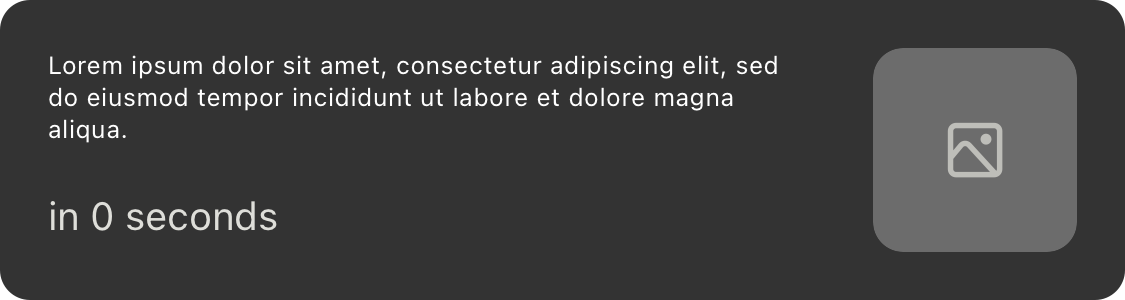 Lorem ipsum dolor sit amet, consectetur adipiscing elit, sed
do eiusmod tempor incididunt ut labore et dolore magna
aliqua.
in 0 seconds